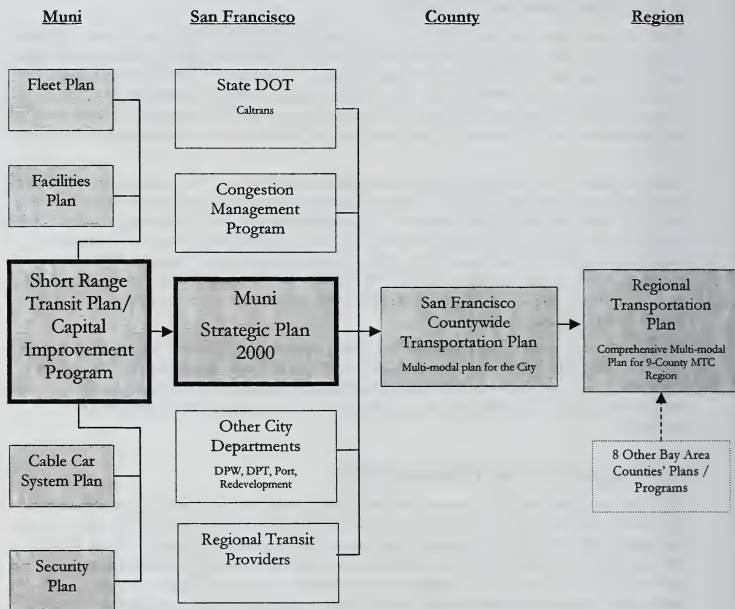 Muni
San Francisco
County
Region
Fleet Plan
Facilities
Plan
Short Range
Transit Plan/
Capital
Improvement
Program
Cable Car
System Plan
Security
Plan
State DOT
Caltrans
Congestion
Management
Program
Muni
Strategic Plan
2000
Other City
Departments
DPW, DPT, Port,
Redevelopment
Regional Transit
Providers
San Francisco
Countywide
Transportation Plan
Multi-modal plan for the City
Regional
Transportation
Plan
Comprehensive Multi-modal
Plan for 9-County MTC
Region
8 Other Bay Area
Counties' Plans /
Programs